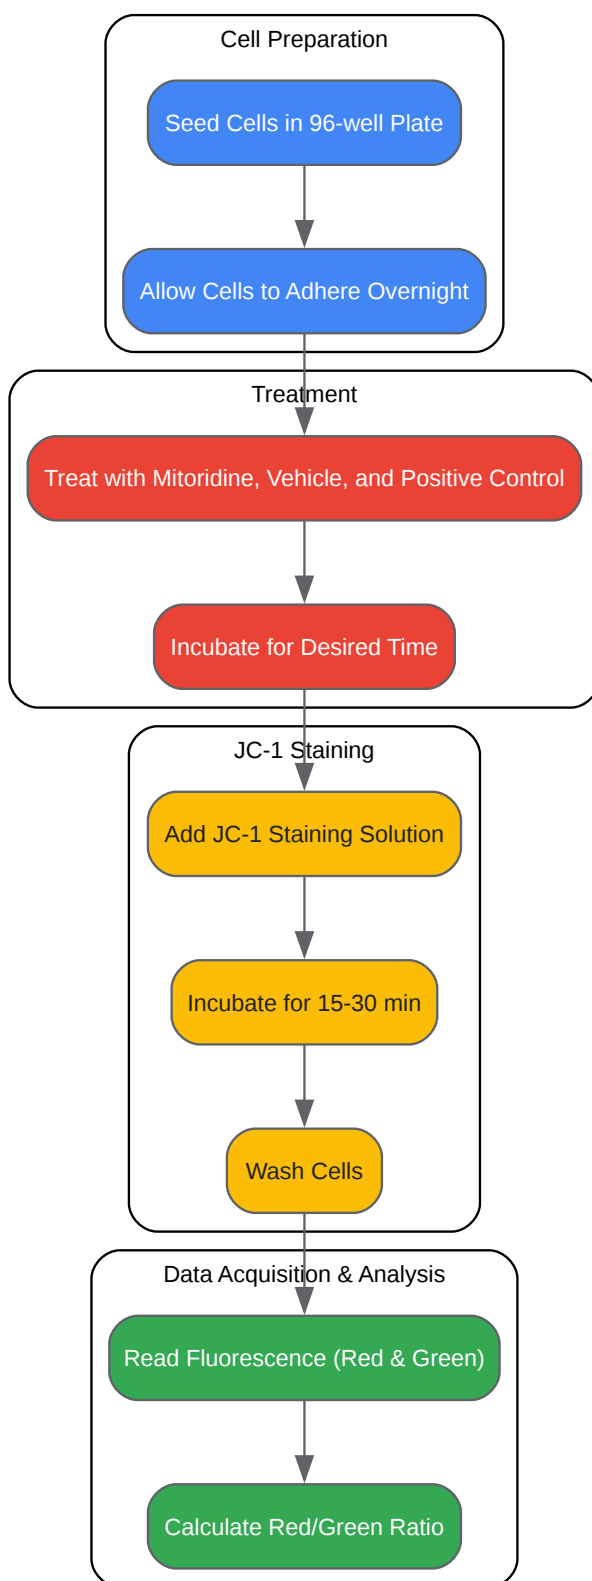 Cell Preparation
Seed Cells in 96-well Plate
Allow Cells to Adhere Overnight
Treatment
Treat with Mitoridine, Vehicle, and Positive Control
Incubate for Desired Time
JC-1 Staining
Add JC-1 Staining Solution
Incubate for 15-30 min
Wash Cells
Data Acquisition & Analysis
Read Fluorescence (Red & Green)
Calculate Red/Green Ratio